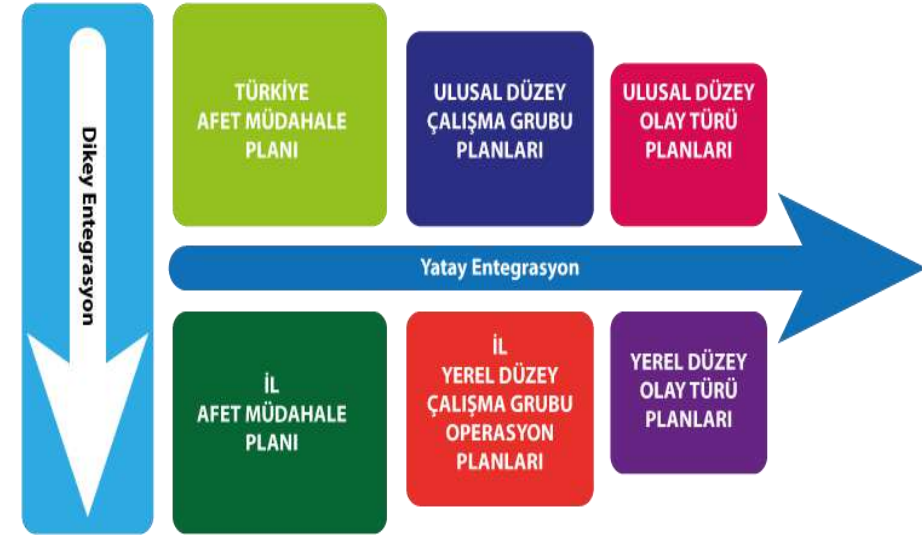 Dikey Entegrasyon
TÜRKİYE
AFET MÜDAHALE
PLANI
ULUSAL DÜZEY
ÇALIŞMA GRUBU
PLANLARI
ULUSAL DÜZEY
OLAY TÜRÜ
PLANLARI
Yatay Entegrasyon
İL
AFET MÜDAHALE
PLANI
İL
YEREL DÜZEY
ÇALIŞMA GRUBU
OPERASYON
PLANLARI
YEREL DÜZEY
OLAY TÜRÜ
PLANLARI